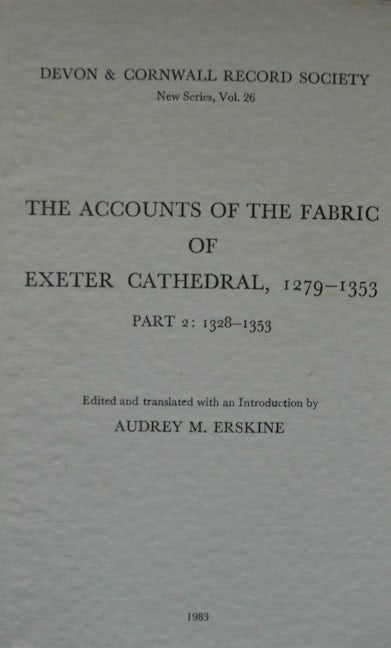 DEVON & CORNWALL RECORD SOCIETY
New Series, Vol. 26
THE ACCOUNTS OF THE FABRIC
OF
EXETER CATHEDRAL, 1279–1353
PART 2: 1328–1353
Edited and translated with an Introduction by
AUDREY M. ERSKINE
1983